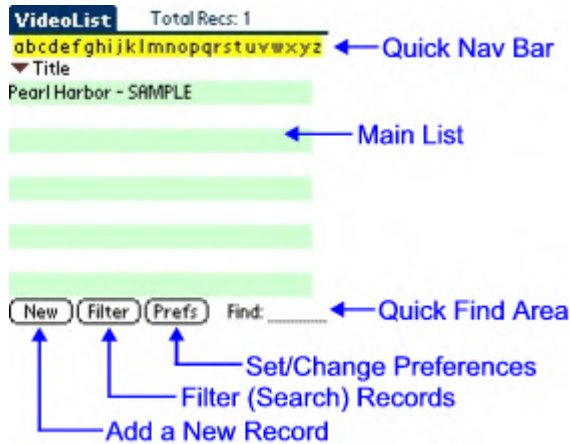 VideoList Total Recs: 1
abcdefghijklmnopqrstuvwxyz Quick Nav Bar
Title
Pearl Harbor - SAMPLE
Main List
New Filter Prefs Find: Quick Find Area
Set/Change Preferences
Filter (Search) Records
Add a New Record